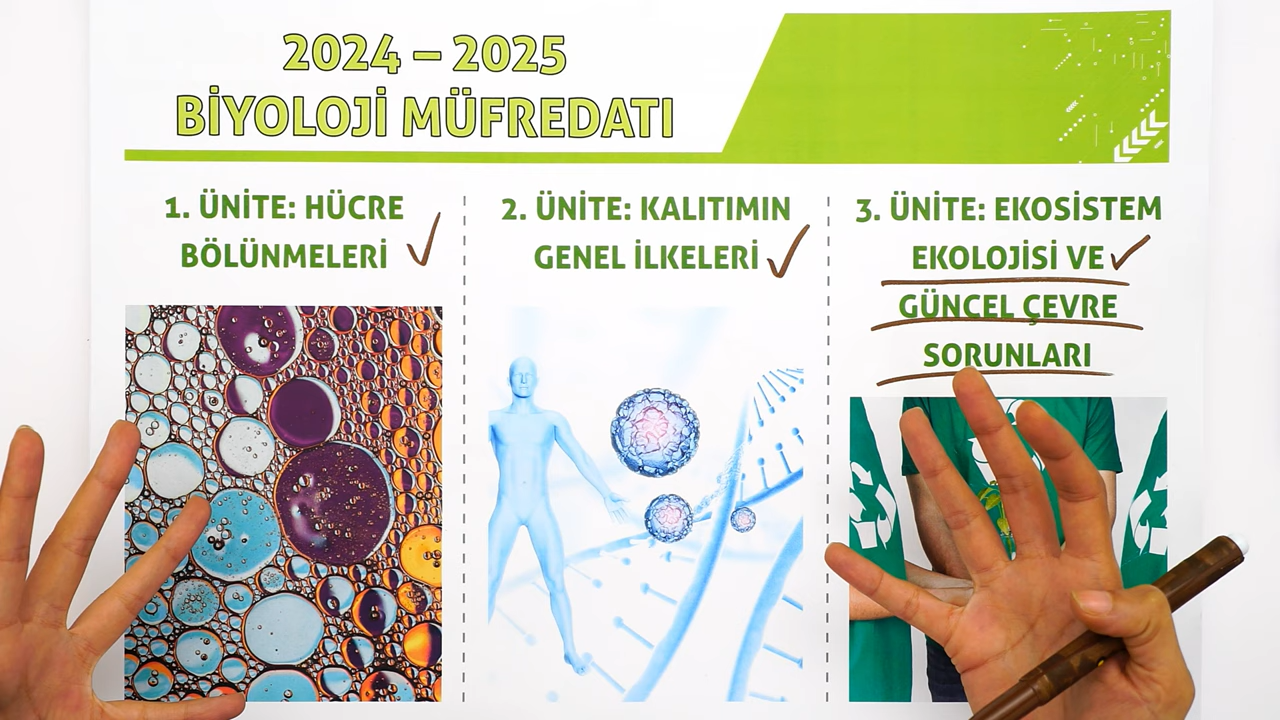 2024 – 2025
BİYOLOJİ MÜFREDATI
1. ÜNİTE: HÜCRE
BÖLÜNMELERİ
2. ÜNİTE: KALITIMIN
GENEL İLKELERİ
3. ÜNİTE: EKOSİSTEM
EKOLOJİSİ VE
GÜNCEL ÇEVRE
SORUNLARI